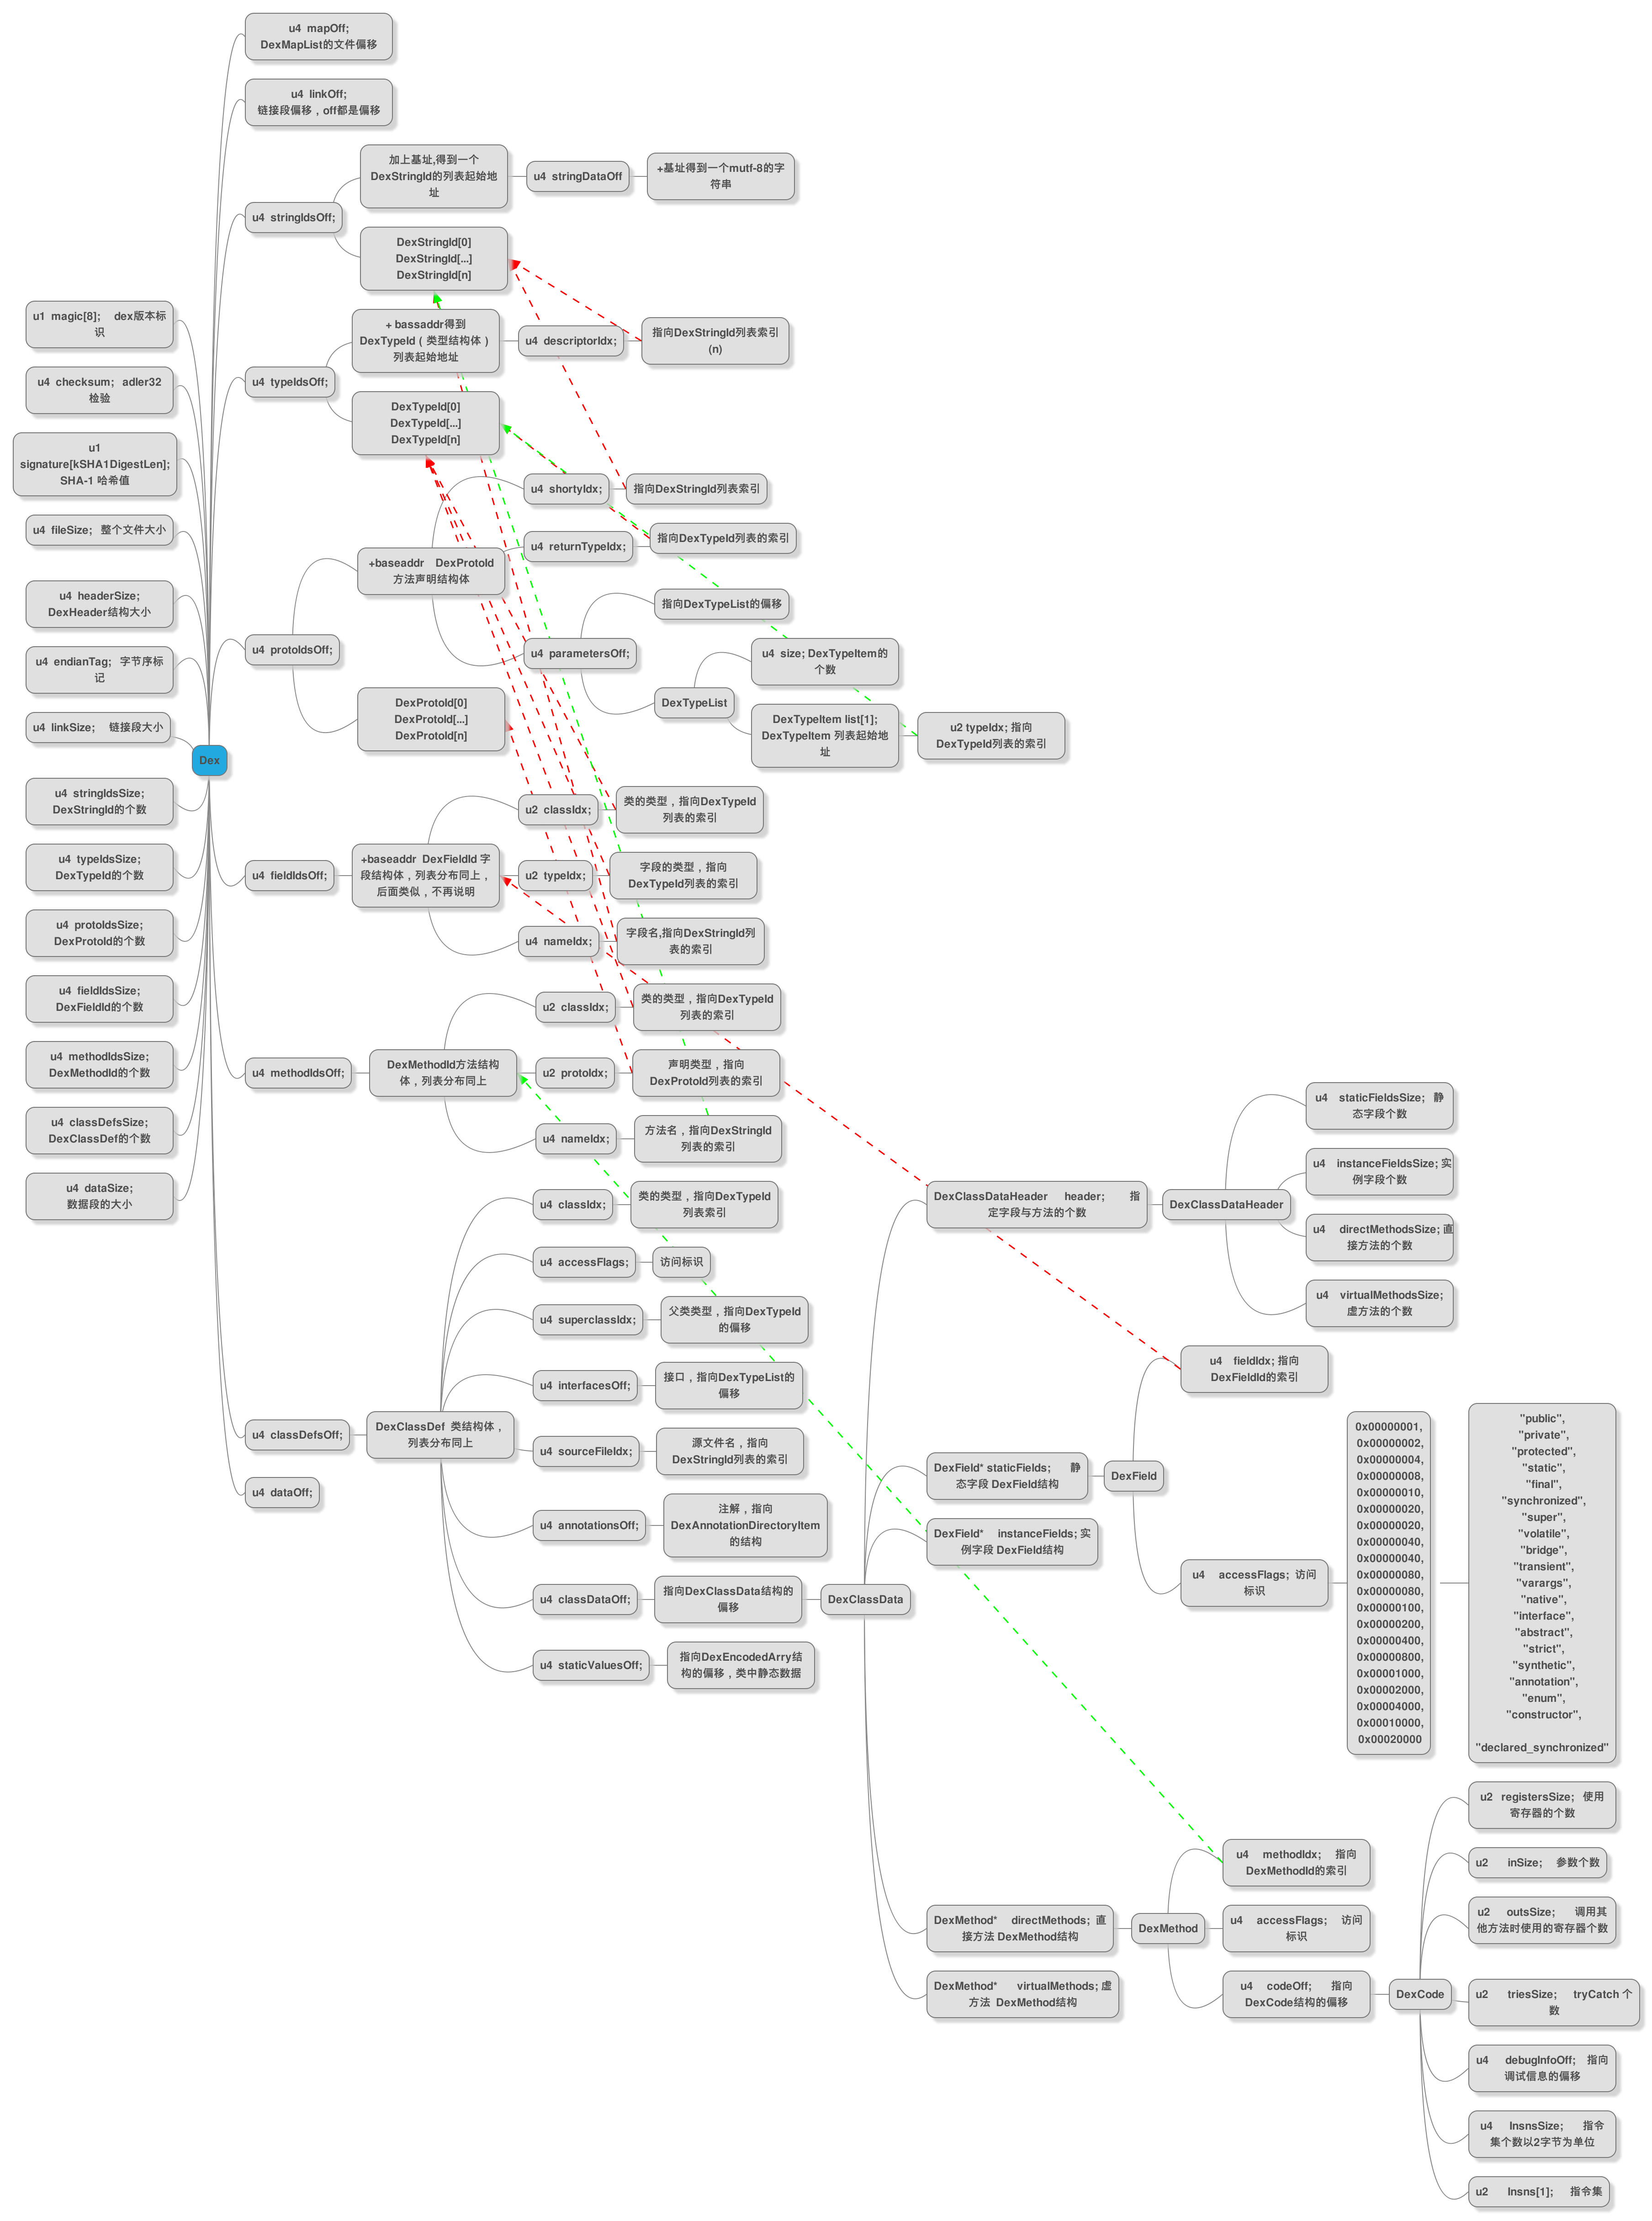 u4 mapOff;
DexMapList的文件偏移
u4 linkOff;
链接段偏移，off都是偏移
u4 stringIdsOff;
加上基址,得到一个
DexStringId的列表起始地
址
u4 stringDataOff
+基址得到一个mutf-8的字
符串
DexStringId[0]
DexStringId[...]
DexStringId[n]
u4 typeIdsOff;
+ bassaddr得到
DexTypeId（类型结构体）
列表起始地址
u4 descriptorIdx;
指向DexStringId列表索引
(n)
DexTypeId[0]
DexTypeId[...]
DexTypeId[n]
u4 protoIdsOff;
+baseaddr DexProtoId
方法声明结构体
u4 shortyIdx;
指向DexStringId列表索引
u4 returnTypeIdx;
指向DexTypeId列表的索引
u4 parametersOff;
指向DexTypeList的偏移
DexTypeList
u4 size; DexTypeItem的
个数
DexTypeItem list[1];
DexTypeItem 列表起始地
址
u2 typeIdx; 指向
DexTypeId列表的索引
DexProtoId[0]
DexProtoId[...]
DexProtoId[n]
u4 fieldIdsOff;
+baseaddr DexFieldId 字
段结构体，列表分布同上，
后面类似，不再说明
u2 classIdx;
类的类型，指向DexTypeId
列表的索引
u2 typeIdx;
字段的类型，指向
DexTypeId列表的索引
u4 nameIdx;
字段名,指向DexStringId列
表的索引
u4 methodIdsOff;
DexMethodId方法结构
体，列表分布同上
u2 classIdx;
类的类型，指向DexTypeId
列表的索引
u2 protoIdx;
声明类型，指向
DexProtoId列表的索引
u4 nameIdx;
方法名，指向DexStringId
列表的索引
u4 classDefsOff;
DexClassDef 类结构体，
列表分布同上
u4 classIdx;
类的类型，指向DexTypeId
列表索引
u4 accessFlags;
访问标识
u4 superclassIdx;
父类类型，指向DexTypeId
的偏移
u4 interfacesOff;
接口，指向DexTypeList的
偏移
u4 sourceFileIdx;
源文件名，指向
DexStringId列表的索引
u4 annotationsOff;
注解，指向
DexAnnotationDirectoryItem
的结构
u4 classDataOff;
指向DexClassData结构的
偏移
u4 staticValuesOff;
指向DexEncodedArry结
构的偏移，类中静态数据
DexClassData
DexClassDataHeader header; 指
定字段与方法的个数
DexClassDataHeader
u4 staticFieldsSize; 静
态字段个数
u4 instanceFieldsSize; 实
例字段个数
u4 directMethodsSize; 直
接方法的个数
u4 virtualMethodsSize;
虚方法的个数
DexField* staticFields; 静
态字段 DexField结构
DexField
u4 fieldIdx; 指向
DexFieldId的索引
u4 accessFlags; 访问
标识
0x00000001,
0x00000002,
0x00000004,
0x00000008,
0x00000010,
0x00000020,
0x00000020,
0x00000040,
0x00000040,
0x00000080,
0x00000080,
0x00000100,
0x00000200,
0x00000400,
0x00000800,
0x00001000,
0x00002000,
0x00004000,
0x00010000,
0x00020000
"public",
"private",
"protected",
"static",
"final",
"synchronized",
"super",
"volatile",
"bridge",
"transient",
"varargs",
"native",
"interface",
"abstract",
"strict",
"synthetic",
"annotation",
"enum",
"constructor",
"declared_synchronized"
DexField* instanceFields; 实
例字段 DexField结构
DexMethod* directMethods; 直
接方法 DexMethod结构
DexMethod
u4 methodIdx; 指向
DexMethodId的索引
u4 accessFlags; 访问
标识
u4 codeOff; 指向
DexCode结构的偏移
DexCode
u2 registersSize; 使用
寄存器的个数
u2 inSize; 参数个数
u2 outsSize; 调用其
他方法时使用的寄存器个数
u2 triesSize; tryCatch 个
数
u4 debugInfoOff; 指向
调试信息的偏移
u4 InsnsSize; 指令
集个数以2字节为单位
u2 Insns[1]; 指令集
DexMethod* virtualMethods; 虚
方法 DexMethod结构
u4 dataOff;
Dex
u1 magic[8]; dex版本标
识
u4 checksum; adler32
检验
u1
signature[kSHA1DigestLen];
SHA-1 哈希值
u4 fileSize; 整个文件大小
u4 headerSize;
DexHeader结构大小
u4 endianTag; 字节序标
记
u4 linkSize; 链接段大小
u4 stringIdsSize;
DexStringId的个数
u4 typeIdsSize;
DexTypeId的个数
u4 protoIdsSize;
DexProtoId的个数
u4 fieldIdsSize;
DexFieldId的个数
u4 methodIdsSize;
DexMethodId的个数
u4 classDefsSize;
DexClassDef的个数
u4 dataSize;
数据段的大小